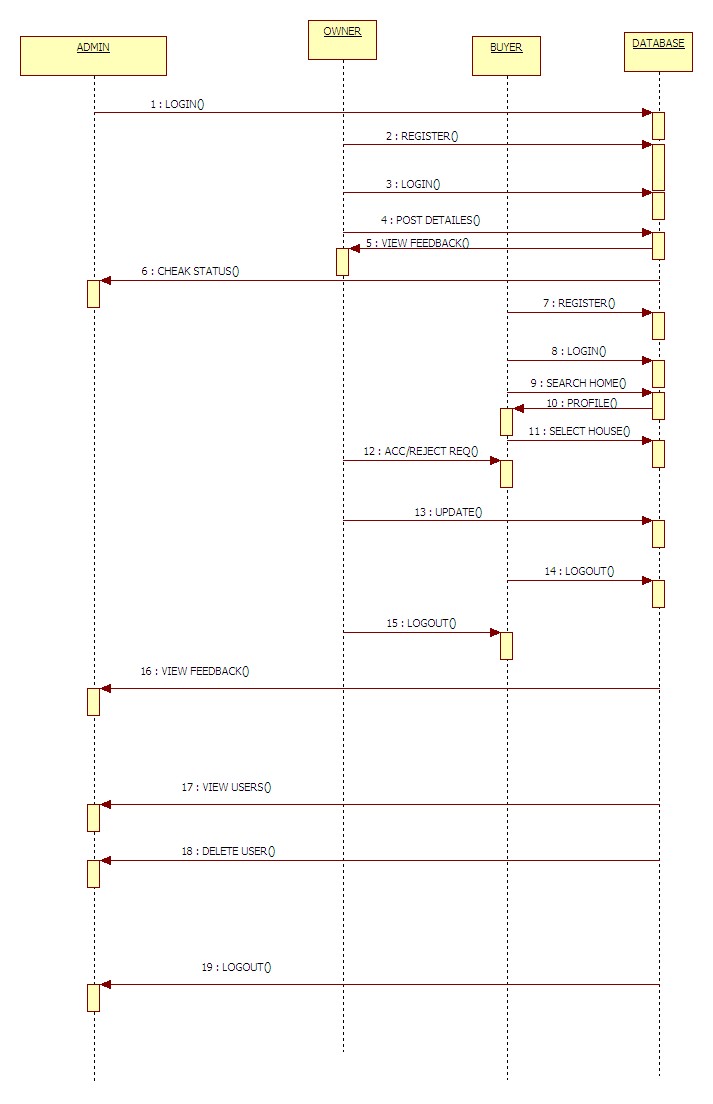 ADMIN
OWNER
BUYER
DATABASE
1 : LOGIN()
2 : REGISTER()
3 : LOGIN()
4 : POST DETAILES()
5 : VIEW FEEDBACK()
6 : CHEAK STATUS()
7 : REGISTER()
8 : LOGIN()
9 : SEARCH HOME()
10 : PROFILE()
11 : SELECT HOUSE()
12 : ACC/REJECT REQ()
13 : UPDATE()
14 : LOGOUT()
15 : LOGOUT()
16 : VIEW FEEDBACK()
17 : VIEW USERS()
18 : DELETE USER()
19 : LOGOUT()